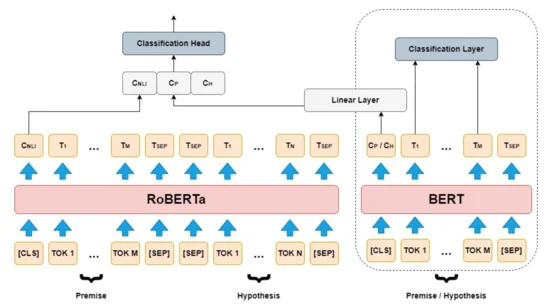 Classification Head
Classification Layer
CNLI CP CH
Linear Layer
CNLI T1 ... TM TSEP TSEP T1 ... TN TSEP
CP / CH T1 ... TM TSEP
RoBERTa
BERT
[CLS] TOK 1 ... TOK M [SEP] [SEP] TOK 1 ... TOK N [SEP]
[CLS] TOK 1 ... TOK M [SEP]
Premise
Hypothesis
Premise / Hypothesis